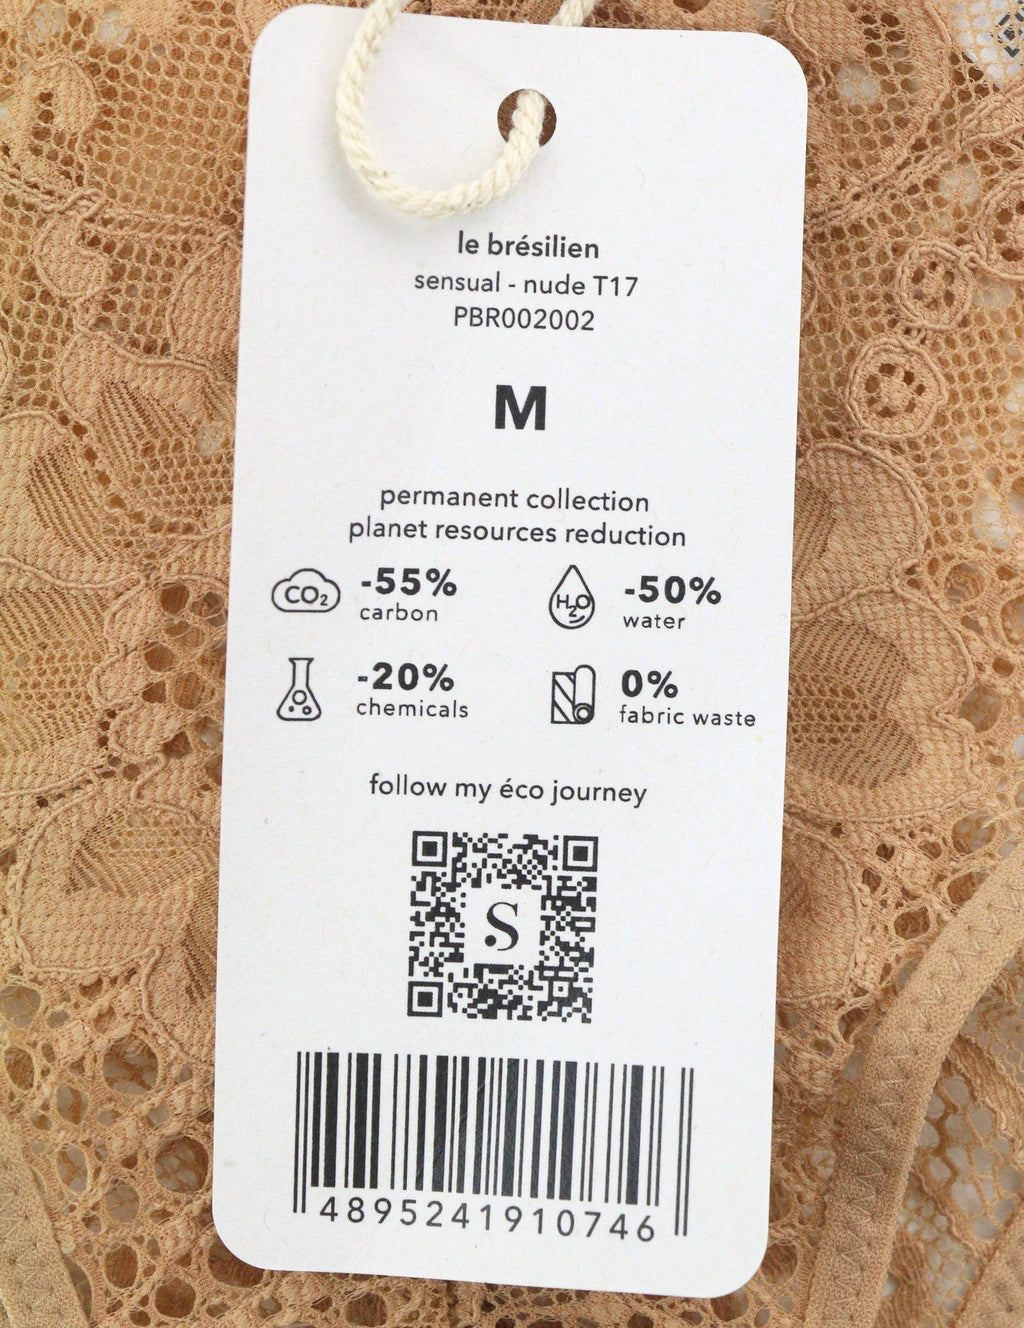 le brésilien
sensual - nude T17
PBR002002
M
permanent collection
planet resources reduction
CO₂ -55%
carbon
H₂O -50%
water
-20%
chemicals
0%
fabric waste
follow my éco journey
.S
4895241910746